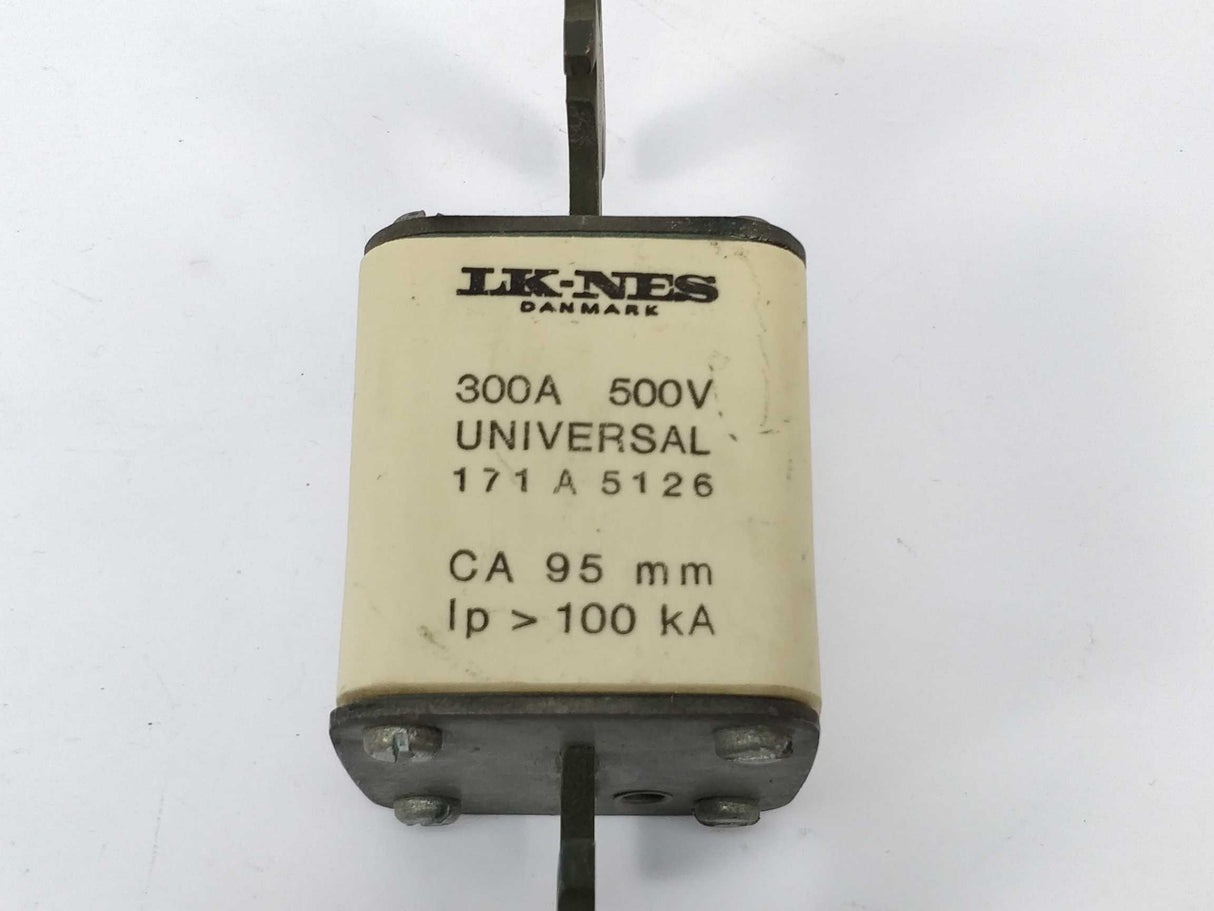 LK-NES
DANMARK
300A 500V
UNIVERSAL
171 A 5126
CA 95 mm
Ip > 100 kA